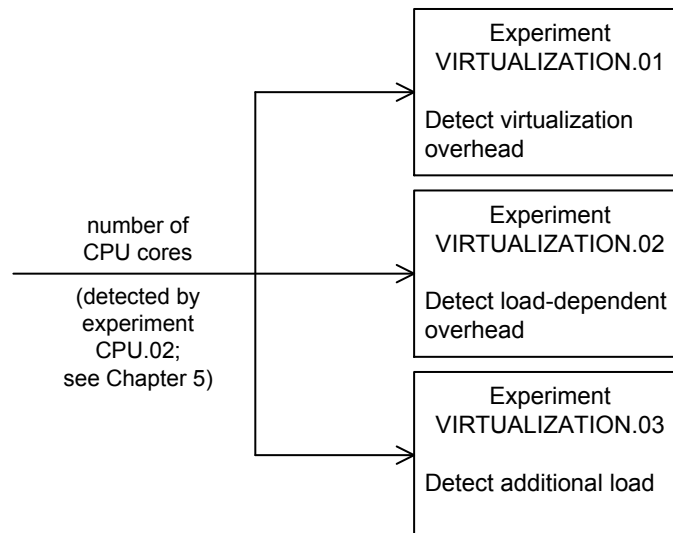 Experiment
VIRTUALIZATION.01
Detect virtualization
overhead
number of
CPU cores
(detected by
experiment
CPU.02;
see Chapter 5)
Experiment
VIRTUALIZATION.02
Detect load-dependent
overhead
Experiment
VIRTUALIZATION.03
Detect additional load